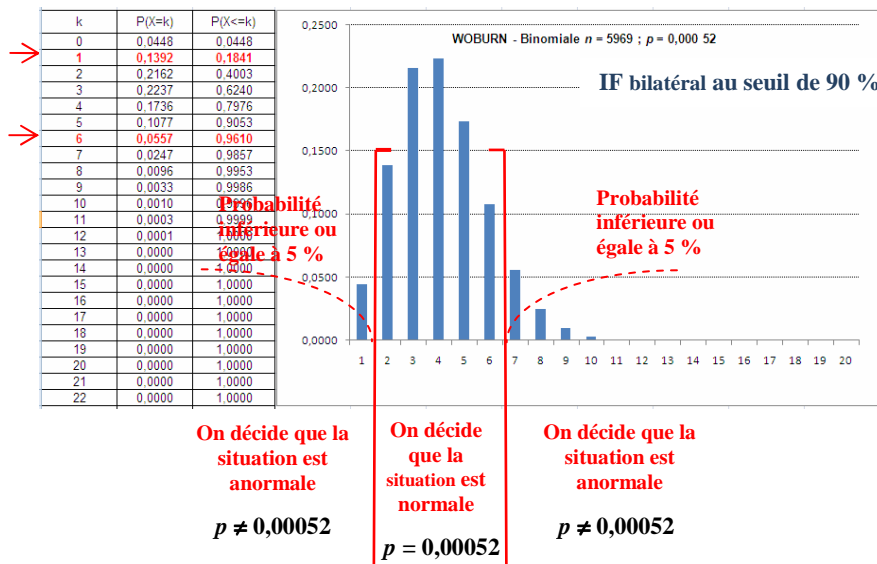 k P(X=k) P(X<=k)
0 0,0448 0,0448
1 0,1392 0,1841
2 0,2162 0,4003
3 0,2237 0,6240
4 0,1736 0,7976
5 0,1077 0,9053
6 0,0557 0,9610
7 0,0247 0,9857
8 0,0096 0,9953
9 0,0033 0,9986
10 0,0010
11 0,0003 0,9999
12 0,0001 1,0000
13 0,0000 1,0000
14 0,0000 1,0000
15 0,0000 1,0000
16 0,0000 1,0000
17 0,0000 1,0000
18 0,0000 1,0000
19 0,0000 1,0000
20 0,0000 1,0000
21 0,0000 1,0000
22 0,0000 1,0000
WOBURN - Binomiale n = 5969 ; p = 0,000 52
IF bilatéral au seuil de 90 %
0,2500
0,2000
0,1500
0,1000
0,0500
0,0000
1 2 3 4 5 6 7 8 9 10 11 12 13 14 15 16 17 18 19 20
Probabilité
inférieure ou
égale à 5 %
Probabilité
inférieure ou
égale à 5 %
On décide que la
situation est
anormale
p ≠ 0,00052
On décide
que la
situation est
normale
p = 0,00052
On décide que la
situation est
anormale
p ≠ 0,00052